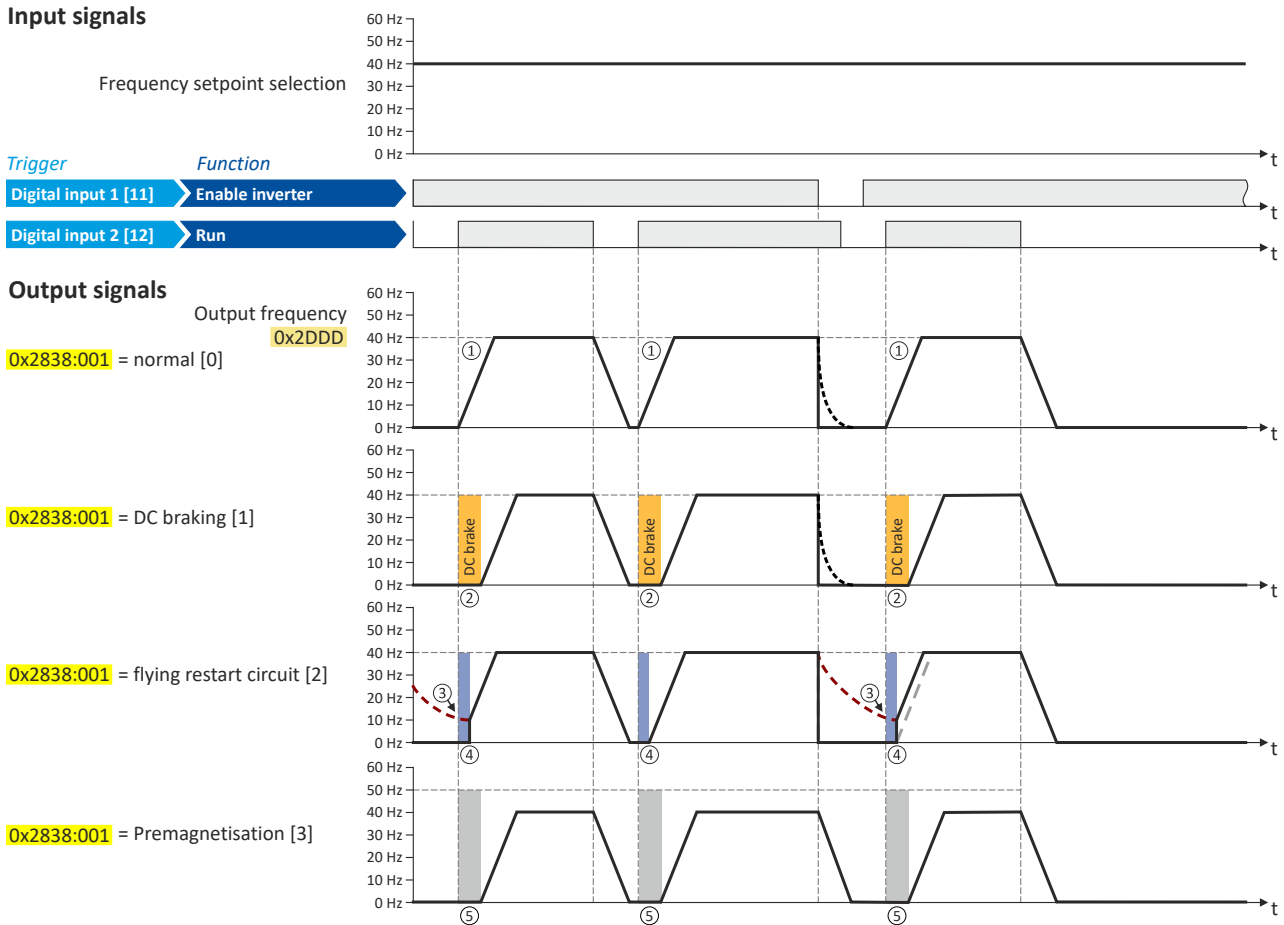 Input signals
60 Hz
50 Hz
40 Hz
30 Hz
20 Hz
10 Hz
0 Hz
Frequency setpoint selection
t
Trigger
Function
Digital input 1 [11]
Enable inverter
t
Digital input 2 [12]
Run
t
Output signals
Output frequency
0x2DDD
60 Hz
50 Hz
40 Hz
30 Hz
20 Hz
10 Hz
0 Hz
0x2838:001 = normal [0]
1
1
1
t
60 Hz
50 Hz
40 Hz
30 Hz
20 Hz
10 Hz
0 Hz
0x2838:001 = DC braking [1]
DC brake
DC brake
DC brake
t
2
2
2
60 Hz
50 Hz
40 Hz
30 Hz
20 Hz
10 Hz
0 Hz
0x2838:001 = flying restart circuit [2]
3
3
t
4
4
4
60 Hz
50 Hz
40 Hz
30 Hz
20 Hz
10 Hz
0 Hz
0x2838:001 = Premagnetisation [3]
t
5
5
5